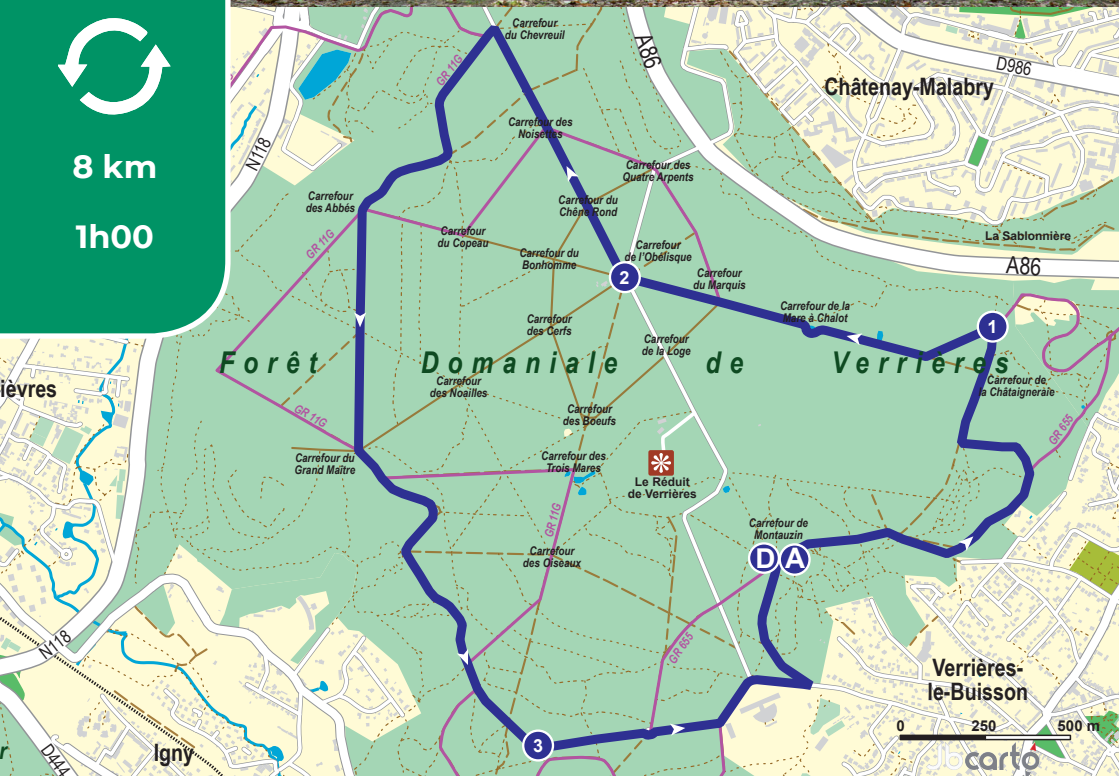 8 km
1h00
Carrefour
du Chevreuil
A86
D986
Châtenay-Malabry
GR 11G
N118
Carrefour des
Noisettes
Carrefour des
Quatre Arpents
Carrefour
des Abbés
Carrefour du
Chêne Rond
Carrefour
du Copeau
GR 11G
Carrefour du
Bonhomme
Carrefour
de l'Obélisque
La Sablonnière
A86
2
Carrefour
du Marquis
Carrefour de la
Mare à Chalot
1
Carrefour
des Cerfs
Carrefour
de la Loge
Forêt Domaniale de Verrières
ièvres
Carrefour
des Noailles
Carrefour de
la Châtaigneraie
GR 11G
Carrefour
des Boeufs
GR 655
Carrefour du
Grand Maître
Carrefour des
Trois Mares
Le Réduit
de Verrières
GR 11G
Carrefour de
Montauzin
D A
Carrefour
des Oiseaux
N118
GR 655
Verrières-
le-Buisson
0 250 500 m
3
Igny
D444
r
jbcarto